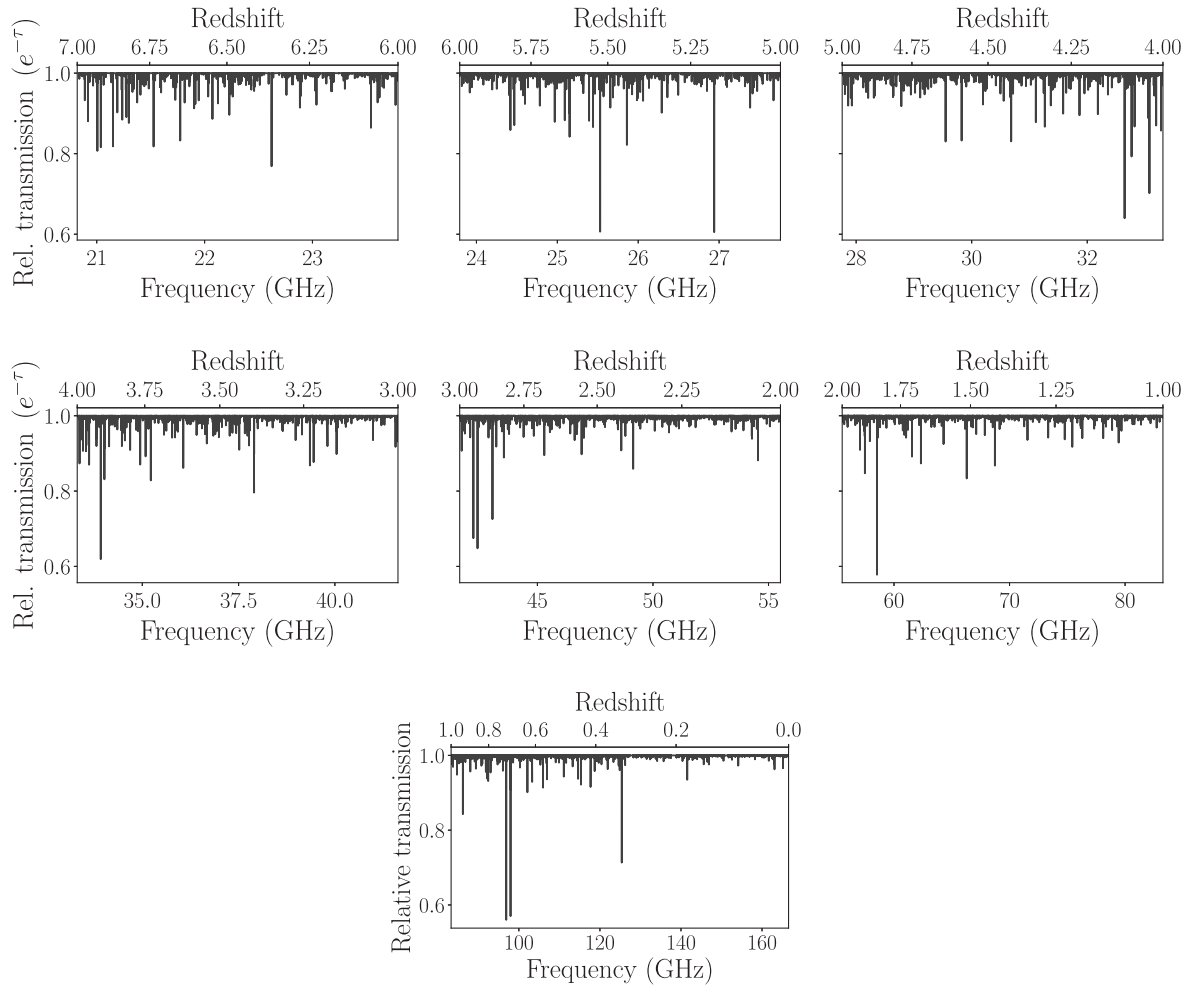 Redshift Redshift Redshift
7.00 6.75 6.50 6.25 6.00 6.00 5.75 5.50 5.25 5.00 5.00 4.75 4.50 4.25 4.00
Rel. transmission (e^{−τ})
1.0
0.8
0.6
21 22 23 24 25 26 27 28 30 32
Frequency (GHz) Frequency (GHz) Frequency (GHz)
Redshift Redshift Redshift
4.00 3.75 3.50 3.25 3.00 3.00 2.75 2.50 2.25 2.00 2.00 1.75 1.50 1.25 1.00
Rel. transmission (e^{−τ})
1.0
0.8
0.6
35.0 37.5 40.0 45 50 55 60 70 80
Frequency (GHz) Frequency (GHz) Frequency (GHz)
Redshift
1.0 0.8 0.6 0.4 0.2 0.0
Relative transmission
1.0
0.8
0.6
100 120 140 160
Frequency (GHz)